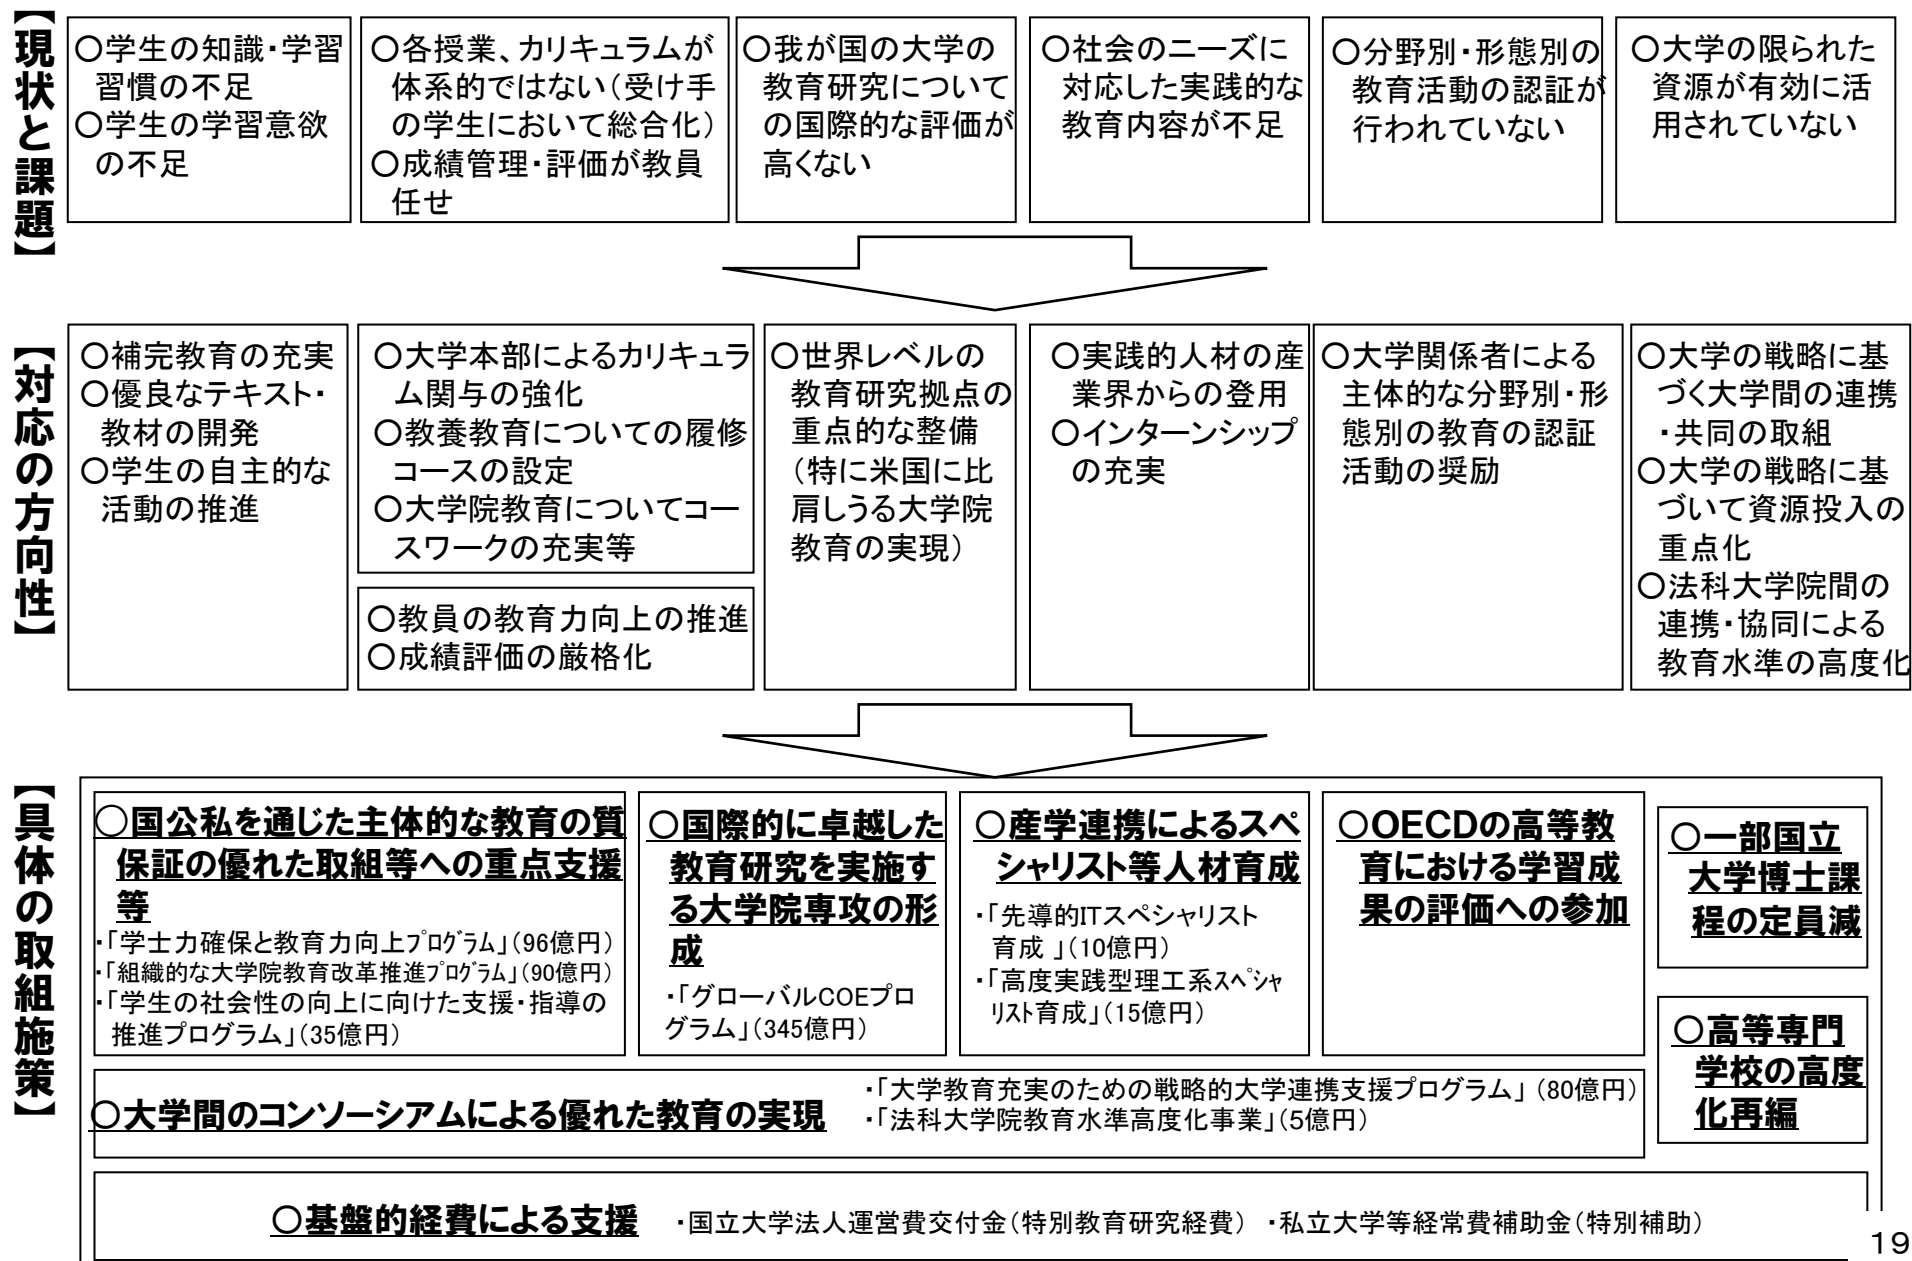 【現状と課題】
〇学生の知識・学習
習慣の不足
〇学生の学習意欲
の不足
〇各授業、カリキュラムが
体系的ではない（受け手
の学生において総合化）
〇成績管理・評価が教員
任せ
〇我が国の大学の
教育研究について
の国際的な評価が
高くない
〇社会のニーズに
対応した実践的な
教育内容が不足
〇分野別・形態別の
教育活動の認証が
行われていない
〇大学の限られた
資源が有効に活
用されていない
【対応の方向性】
〇補完教育の充実
〇優良なテキスト・
教材の開発
〇学生の自主的な
活動の推進
〇大学本部によるカリキュラ
ム関与の強化
〇教養教育についての履修
コースの設定
〇大学院教育についてコー
スワークの充実等
〇教員の教育力向上の推進
〇成績評価の厳格化
〇世界レベルの
教育研究拠点の
重点的な整備
（特に米国に比
肩しうる大学院
教育の実現）
〇実践的人材の産
業界からの登用
〇インターンシップ
の充実
〇大学関係者による
主体的な分野別・形
態別の教育の認証
活動の奨励
〇大学の戦略に基
づく大学間の連携
・共同の取組
〇大学の戦略に基
づいて資源投入の
重点化
〇法科大学院間の
連携・協同による
教育水準の高度化
【具体の取組施策】
〇国公私を通じた主体的な教育の質
保証の優れた取組等への重点支援
等
・「学士力確保と教育力向上ﾌﾟﾛｸﾞﾗﾑ」（96億円）
・「組織的な大学院教育改革推進ﾌﾟﾛｸﾞﾗﾑ」（90億円）
・「学生の社会性の向上に向けた支援・指導の
推進プログラム」（35億円）
〇国際的に卓越した
教育研究を実施す
る大学院専攻の形
成
・「グローバルCOEプロ
グラム」（345億円）
〇産学連携によるスペ
シャリスト等人材育成
・「先導的ITスペシャリスト
育成 」（10億円）
・「高度実践型理工系ｽﾍﾟｼｬ
ﾘｽﾄ育成」（15億円）
〇OECDの高等教
育における学習成
果の評価への参加
〇一部国立
大学博士課
程の定員減
〇高等専門
学校の高度
化再編
〇大学間のコンソーシアムによる優れた教育の実現
・「大学教育充実のための戦略的大学連携支援プログラム」 （80億円）
・「法科大学院教育水準高度化事業」（5億円）
〇基盤的経費による支援 ・国立大学法人運営費交付金（特別教育研究経費） ・私立大学等経常費補助金（特別補助）
19